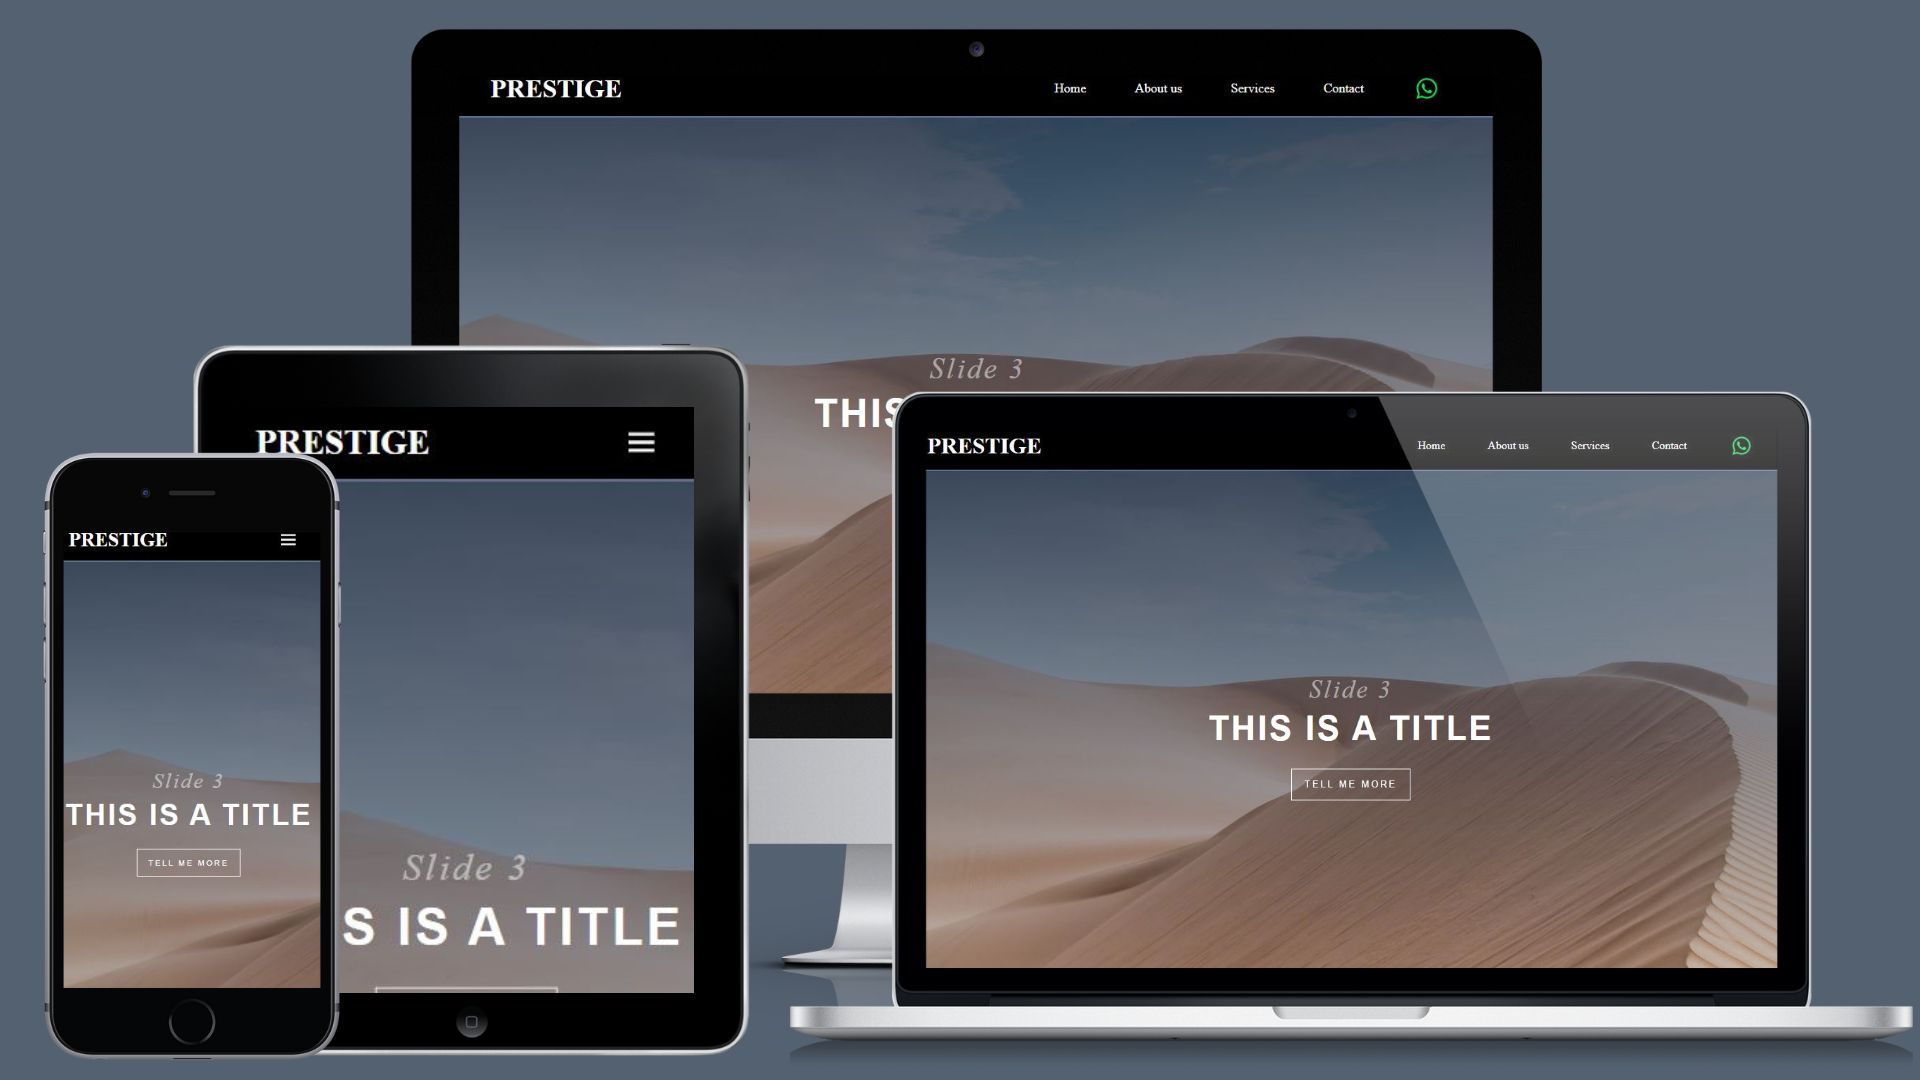 PRESTIGE Home About us Services Contact
Slide 3
THIS
PRESTIGE
Slide 3
S IS A TITLE
PRESTIGE
Slide 3
THIS IS A TITLE
TELL ME MORE
PRESTIGE Home About us Services Contact
Slide 3
THIS IS A TITLE
TELL ME MORE